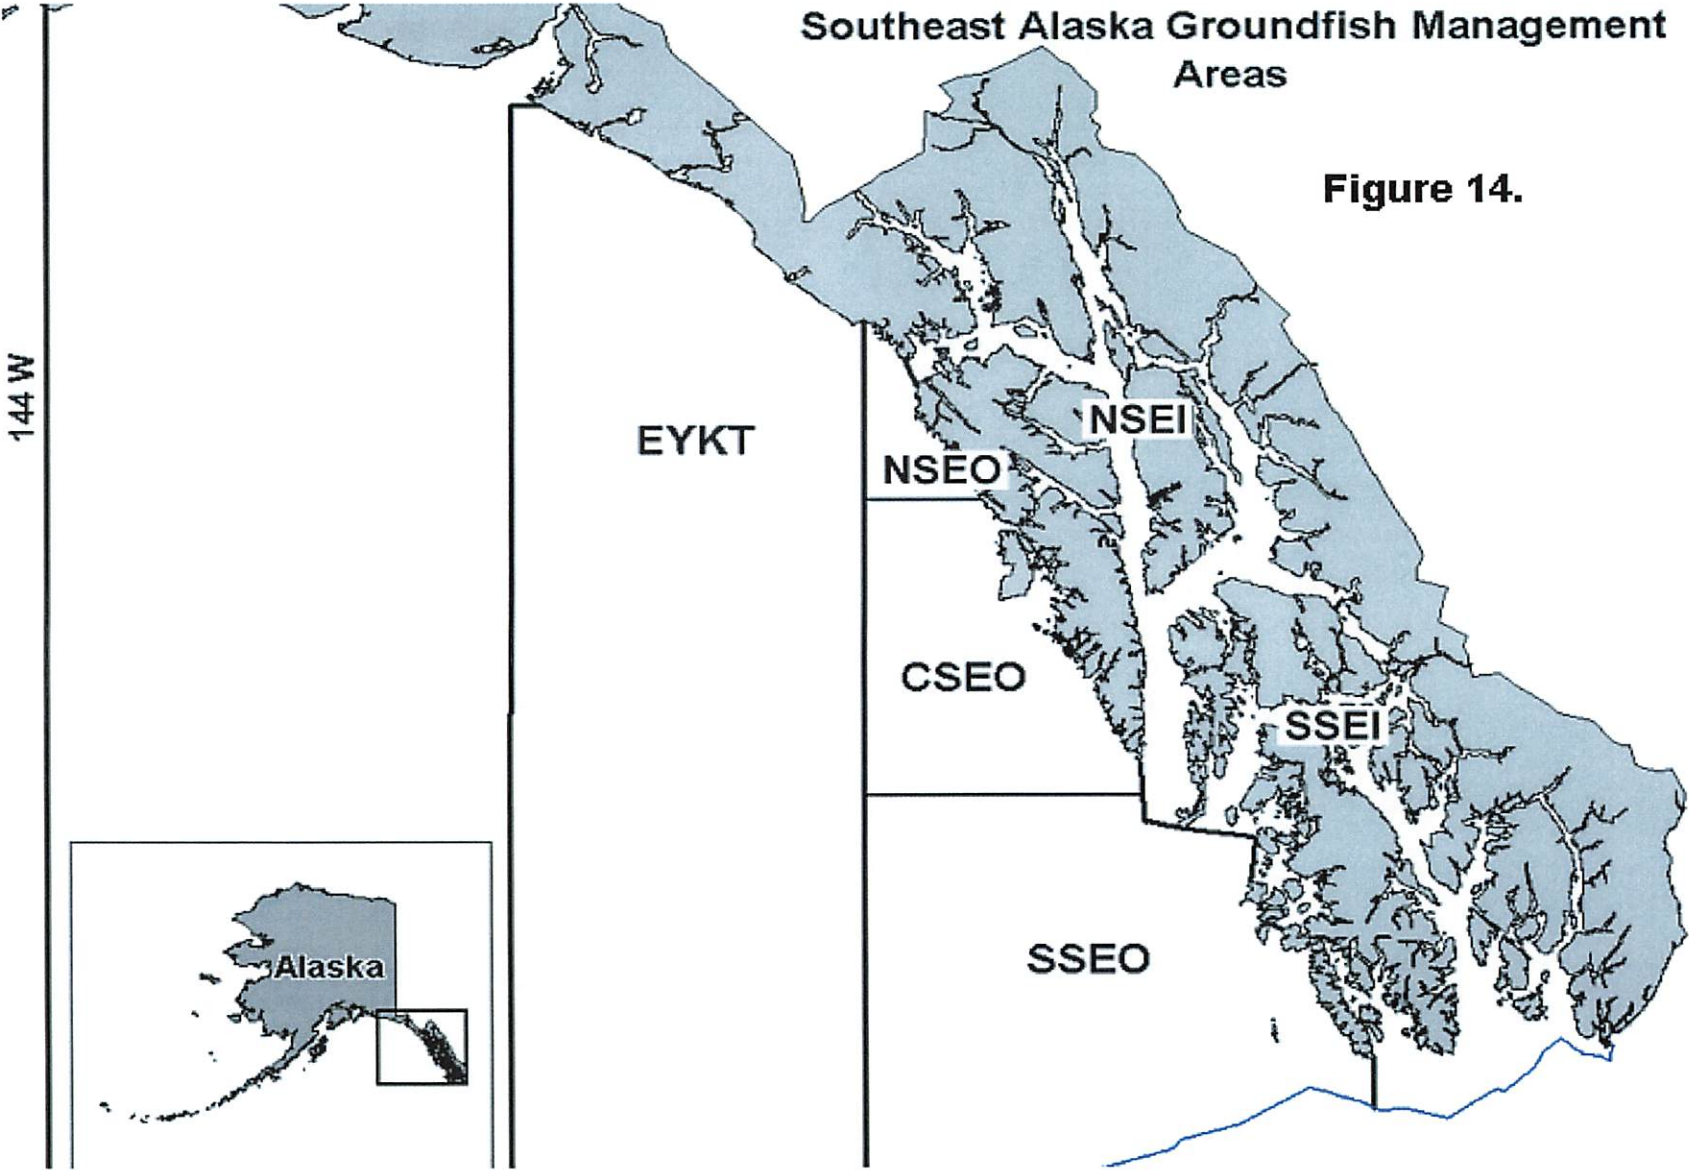 Southeast Alaska Groundfish Management
Areas
Figure 14.
144 W
EYKT
NSEI
NSEO
CSEO
SSEI
SSEO
Alaska